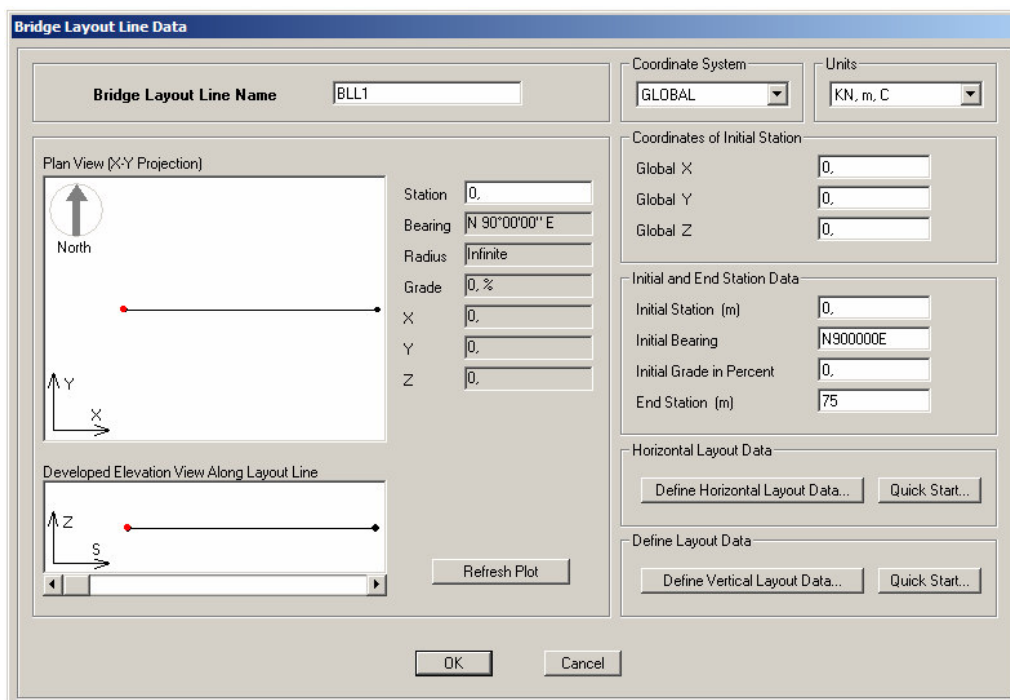 Bridge Layout Line Data
Bridge Layout Line Name BLL1
Coordinate System
GLOBAL
Units
KN, m, C
Plan View (X-Y Projection)
North
Y
X
Station 0,
Bearing N 90°00'00" E
Radius Infinite
Grade 0, %
X 0,
Y 0,
Z 0,
Coordinates of Initial Station
Global X 0,
Global Y 0,
Global Z 0,
Initial and End Station Data
Initial Station (m) 0,
Initial Bearing N900000E
Initial Grade in Percent 0,
End Station (m) 75
Developed Elevation View Along Layout Line
Z
S
Refresh Plot
Horizontal Layout Data
Define Horizontal Layout Data... Quick Start...
Define Layout Data
Define Vertical Layout Data... Quick Start...
OK Cancel